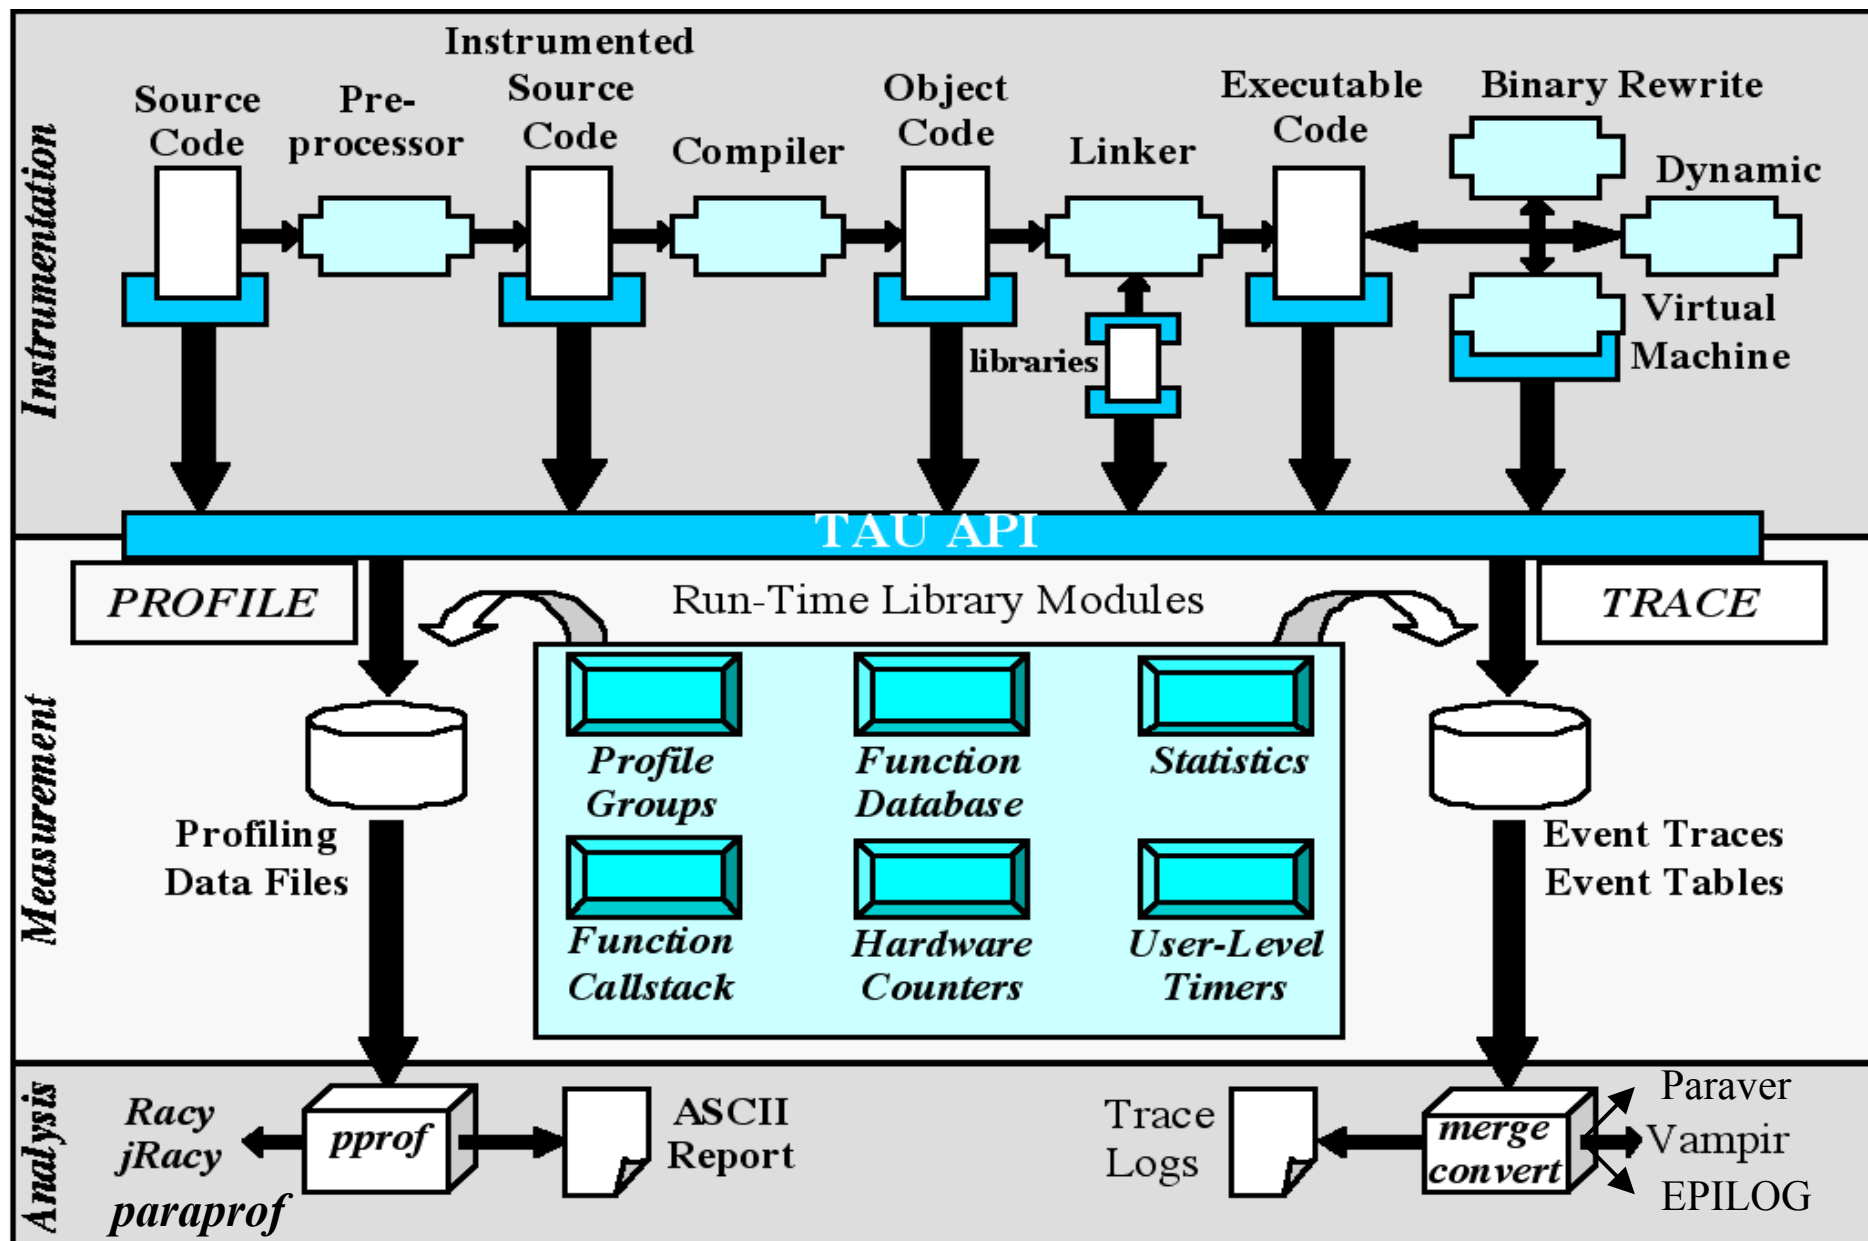 Instrumentation
Source
Code
Pre-
processor
Instrumented
Source
Code
Compiler
Object
Code
Linker
libraries
Executable
Code
Binary Rewrite
Dynamic
Virtual
Machine
TAU API
Measurement
PROFILE
Run-Time Library Modules
TRACE
Profile
Groups
Function
Database
Statistics
Function
Callstack
Hardware
Counters
User-Level
Timers
Profiling
Data Files
Event Traces
Event Tables
Analysis
Racy
jRacy
paraprof
pprof
ASCII
Report
Trace
Logs
merge
convert
Paraver
Vampir
EPILOG